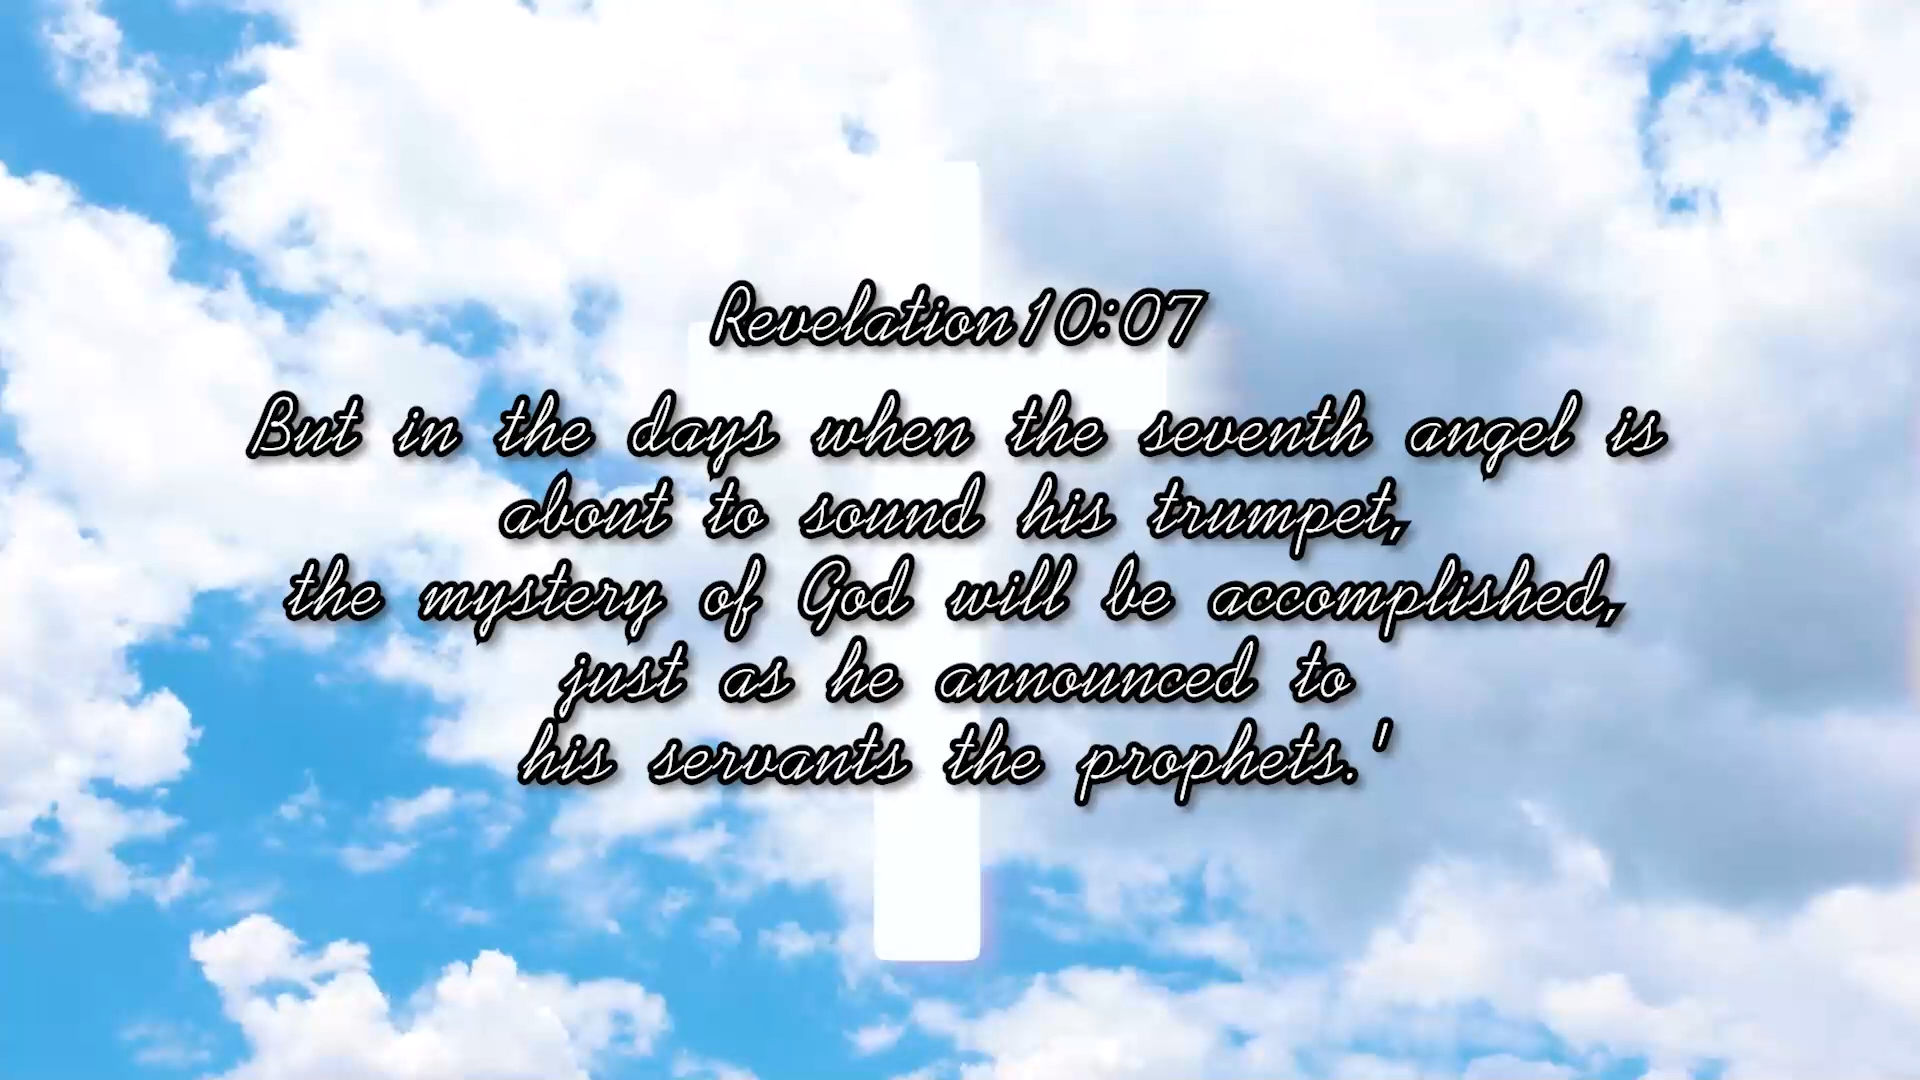 Revelation10:07
But in the days when the seventh angel is
about to sound his trumpet,
the mystery of God will be accomplished,
just as he announced to
his servants the prophets.'